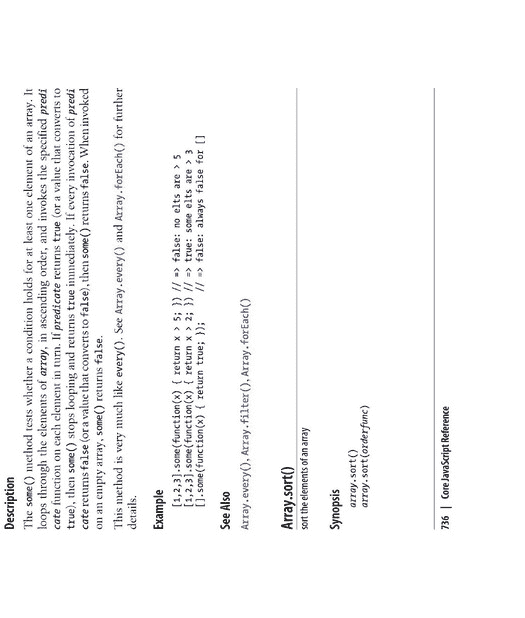 Description
The some() method tests whether a condition holds for at least one element of an array. It
loops through the elements of array, in ascending order, and invokes the specified predi
cate function on each element in turn. If predicate returns true (or a value that converts to
true), then some() stops looping and returns true immediately. If every invocation of predi
cate returns false (or a value that converts to false), then some() returns false. When invoked
on an empty array, some() returns false.
This method is very much like every(). See Array.every() and Array.forEach() for further
details.
Example
[1,2,3].some(function(x) { return x > 5; }) // => false: no elts are > 5
[1,2,3].some(function(x) { return x > 2; }) // => true: some elts are > 3
[].some(function(x) { return true; }); // => false: always false for []
See Also
Array.every(), Array.filter(), Array.forEach()
Array.sort()
sort the elements of an array
Synopsis
array.sort()
array.sort(orderfunc)
736 | Core JavaScript Reference